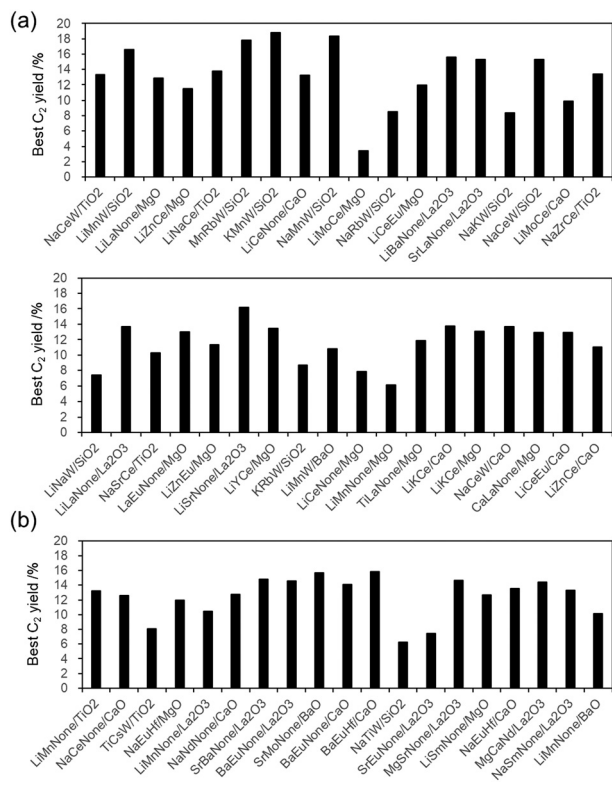 (a)
Best C₂ yield /%
20
18
16
14
12
10
8
6
4
2
0
NaCeW/TiO2
LiMnW/SiO2
LiLaNone/MgO
LiZrCe/MgO
LiNaCe/TiO2
MnRbW/SiO2
KMnW/SiO2
LiCeNone/CaO
NaMnW/SiO2
LiMoCe/MgO
NaRbW/SiO2
LiCeEu/MgO
LiBaNone/La2O3
SrLaNone/La2O3
NaKW/SiO2
NaCeW/SiO2
LiMoCe/CaO
NaZrCe/TiO2
Best C₂ yield /%
20
18
16
14
12
10
8
6
4
2
0
LiNaW/SiO2
LiLaNone/La2O3
NaSrCe/TiO2
LaEuNone/MgO
LiZnEu/MgO
LiSrNone/La2O3
LiYCe/MgO
KRbW/SiO2
LiMnW/BaO
LiCeNone/MgO
LiMnNone/MgO
TiLaNone/MgO
LiKCe/CaO
LiKCe/MgO
NaCeW/CaO
CaLaNone/MgO
LiCeEu/CaO
LiZnCe/CaO
(b)
Best C₂ yield /%
20
18
16
14
12
10
8
6
4
2
0
LiMnNone/TiO2
NaCeNone/CaO
TiCsW/TiO2
NaEuHf/MgO
LiMnNone/La2O3
NaNdNone/CaO
SrBaNone/La2O3
BaEuNone/La2O3
SrMoNone/BaO
BaEuNone/CaO
BaEuHf/CaO
NaTiW/SiO2
SrEuNone/La2O3
MgSrNone/La2O3
LiSmNone/MgO
NaEuHf/CaO
MgCaNd/La2O3
NaSmNone/La2O3
LiMnNone/BaO